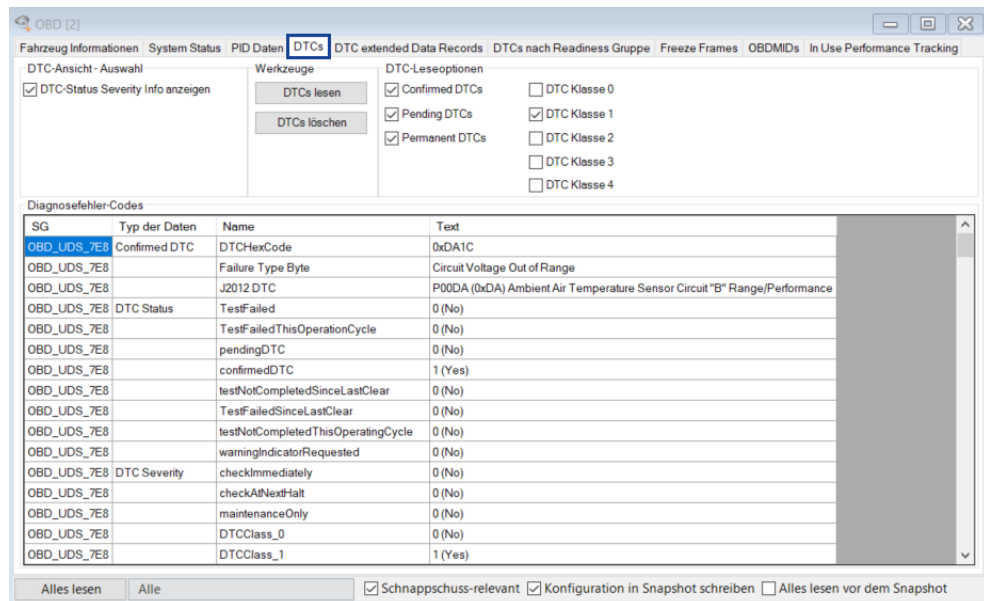 OBD [2]
Fahrzeug Informationen System Status PID Daten DTCs DTC extended Data Records DTCs nach Readiness Gruppe Freeze Frames OBDMIDs In Use Performance Tracking
DTC-Ansicht - Auswahl Werkzeuge DTC-Leseoptionen
DTC-Status Severity Info anzeigen DTCs lesen Confirmed DTCs DTC Klasse 0
DTCs löschen Pending DTCs DTC Klasse 1
Permanent DTCs DTC Klasse 2
DTC Klasse 3
DTC Klasse 4
Diagnosefehler-Codes
SG Typ der Daten Name Text
OBD_UDS_7E8 Confirmed DTC DTCHexCode 0xDA1C
OBD_UDS_7E8 Failure Type Byte Circuit Voltage Out of Range
OBD_UDS_7E8 J2012 DTC P00DA (0xDA) Ambient Air Temperature Sensor Circuit "B" Range/Performance
OBD_UDS_7E8 DTC Status TestFailed 0 (No)
OBD_UDS_7E8 TestFailedThisOperationCycle 0 (No)
OBD_UDS_7E8 pendingDTC 0 (No)
OBD_UDS_7E8 confirmedDTC 1 (Yes)
OBD_UDS_7E8 testNotCompletedSinceLastClear 0 (No)
OBD_UDS_7E8 TestFailedSinceLastClear 0 (No)
OBD_UDS_7E8 testNotCompletedThisOperatingCycle 0 (No)
OBD_UDS_7E8 warningIndicatorRequested 0 (No)
OBD_UDS_7E8 DTC Severity checkImmediately 0 (No)
OBD_UDS_7E8 checkAtNextHalt 0 (No)
OBD_UDS_7E8 maintenanceOnly 0 (No)
OBD_UDS_7E8 DTCClass_0 0 (No)
OBD_UDS_7E8 DTCClass_1 1 (Yes)
Alles lesen Alle Schnappschuss-relevant Konfiguration in Snapshot schreiben Alles lesen vor dem Snapshot